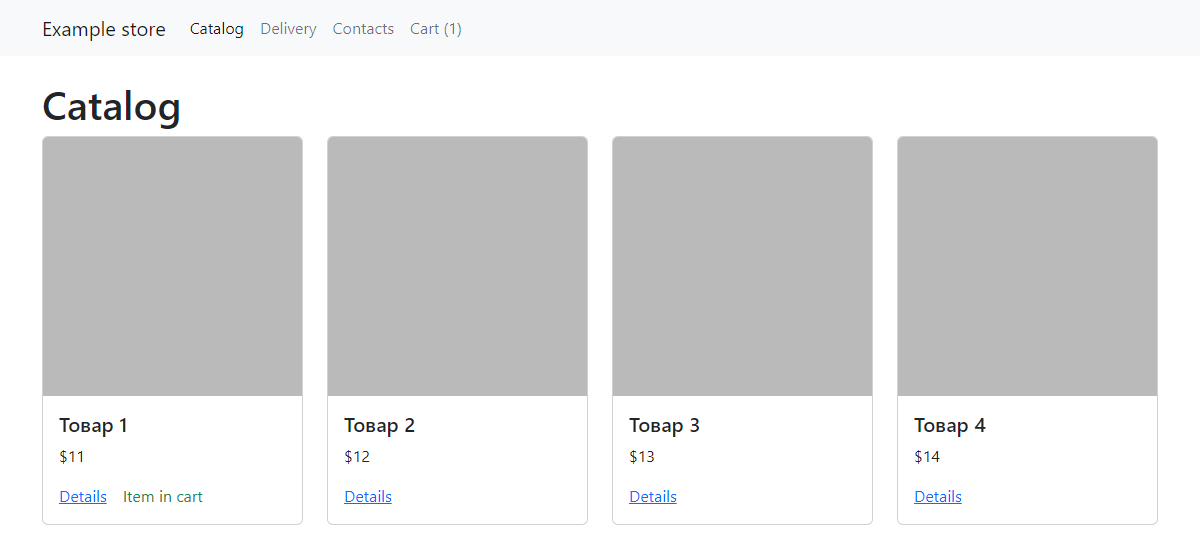 Example store Catalog Delivery Contacts Cart (1)
Catalog
Товар 1
$11
Details Item in cart
Товар 2
$12
Details
Товар 3
$13
Details
Товар 4
$14
Details